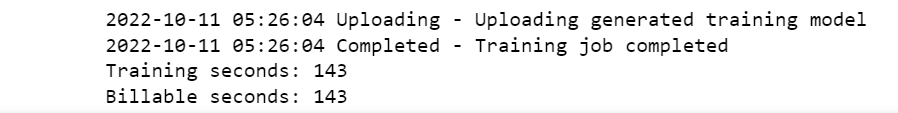 2022-10-11 05:26:04 Uploading - Uploading generated training model
2022-10-11 05:26:04 Completed - Training job completed
Training seconds: 143
Billable seconds: 143